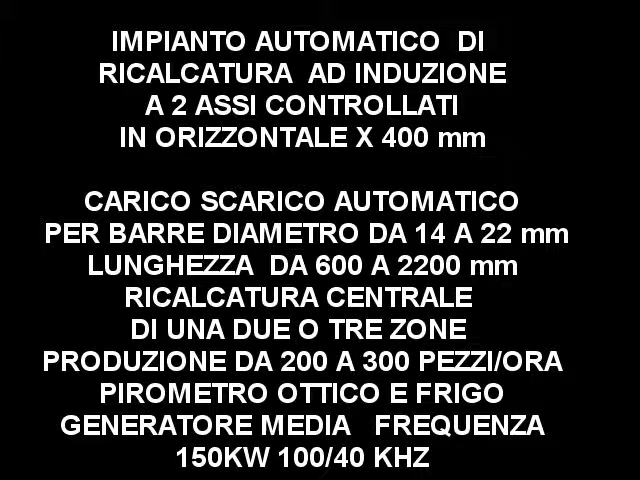 IMPIANTO AUTOMATICO DI
RICALCATURA AD INDUZIONE
A 2 ASSI CONTROLLATI
IN ORIZZONTALE X 400 mm
CARICO SCARICO AUTOMATICO
PER BARRE DIAMETRO DA 14 A 22 mm
LUNGHEZZA DA 600 A 2200 mm
RICALCATURA CENTRALE
DI UNA DUE O TRE ZONE
PRODUZIONE DA 200 A 300 PEZZI/ORA
PIROMETRO OTTICO E FRIGO
GENERATORE MEDIA FREQUENZA
150KW 100/40 KHZ